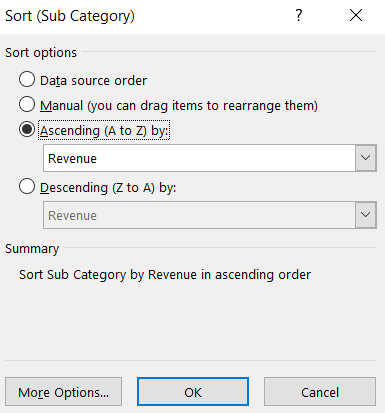 Sort (Sub Category)
?
Sort options
Data source order
Manual (you can drag items to rearrange them)
Ascending (A to Z) by:
Revenue
Descending (Z to A) by:
Revenue
Summary
Sort Sub Category by Revenue in ascending order
More Options... OK Cancel